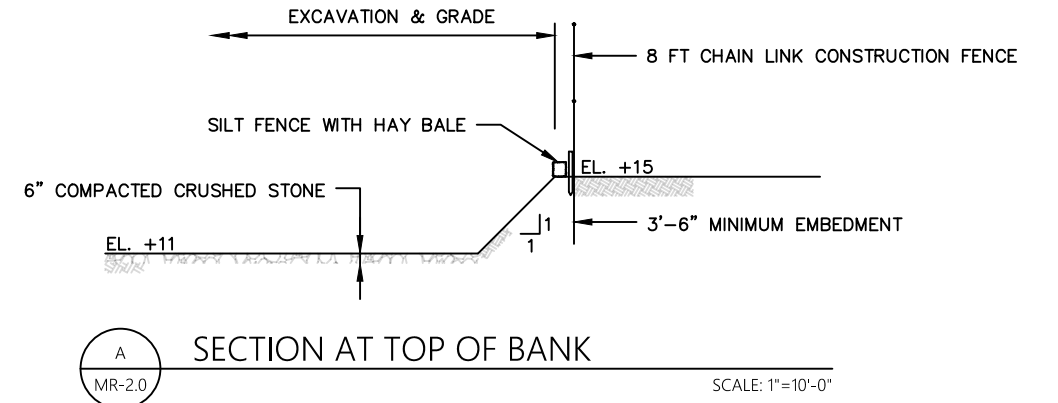 EXCAVATION & GRADE
8 FT CHAIN LINK CONSTRUCTION FENCE
SILT FENCE WITH HAY BALE
EL. +15
6" COMPACTED CRUSHED STONE
3'-6" MINIMUM EMBEDMENT
1
1
EL. +11
A
MR-2.0
SECTION AT TOP OF BANK
SCALE: 1"=10'-0"